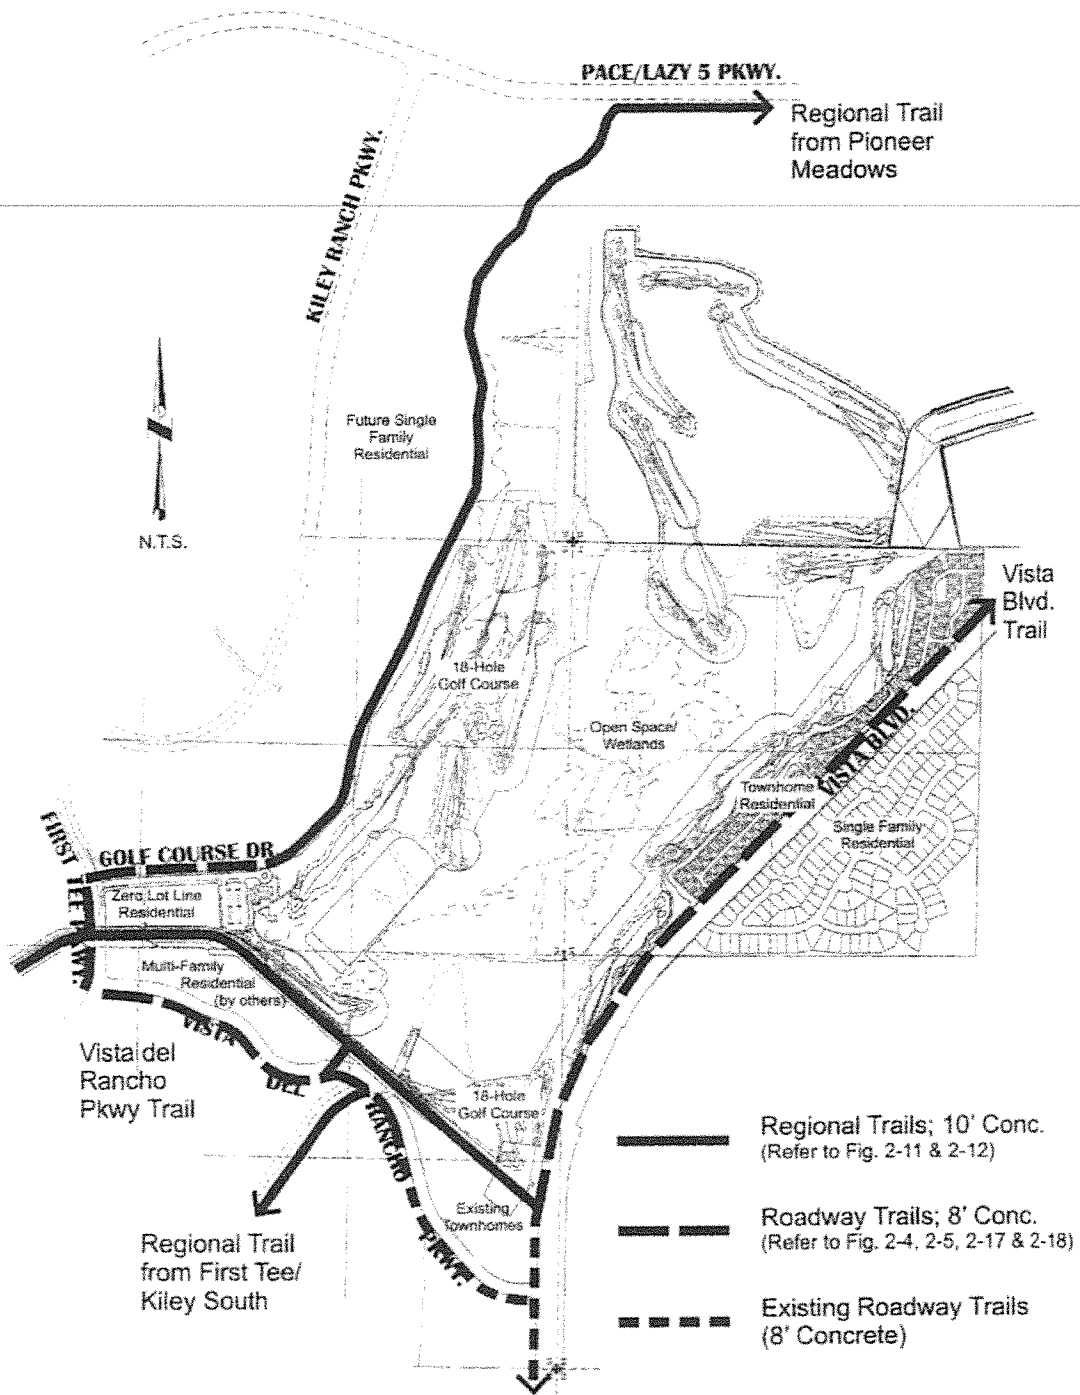 PACE/LAZY 5 PKWY.
Regional Trail
from Pioneer
Meadows
KILEY RANCH PKWY.
Future Single
Family
Residential
N.T.S.
Vista
Blvd.
Trail
18-Hole
Golf Course
Open Space/
Wetlands
VISTA BLVD.
Townhome
Residential
Single Family
Residential
FIRST TEE PKWY.
GOLF COURSE DR
Zero Lot Line
Residential
Multi-Family
Residential
(by others)
VISTA DEL RANCHO PKWY.
Vista del
Rancho
Pkwy Trail
18-Hole
Golf Course
Existing
Townhomes
Regional Trail
from First Tee/
Kiley South
Regional Trails; 10' Conc.
(Refer to Fig. 2-11 & 2-12)
Roadway Trails; 8' Conc.
(Refer to Fig. 2-4, 2-5, 2-17 & 2-18)
Existing Roadway Trails
(8' Concrete)